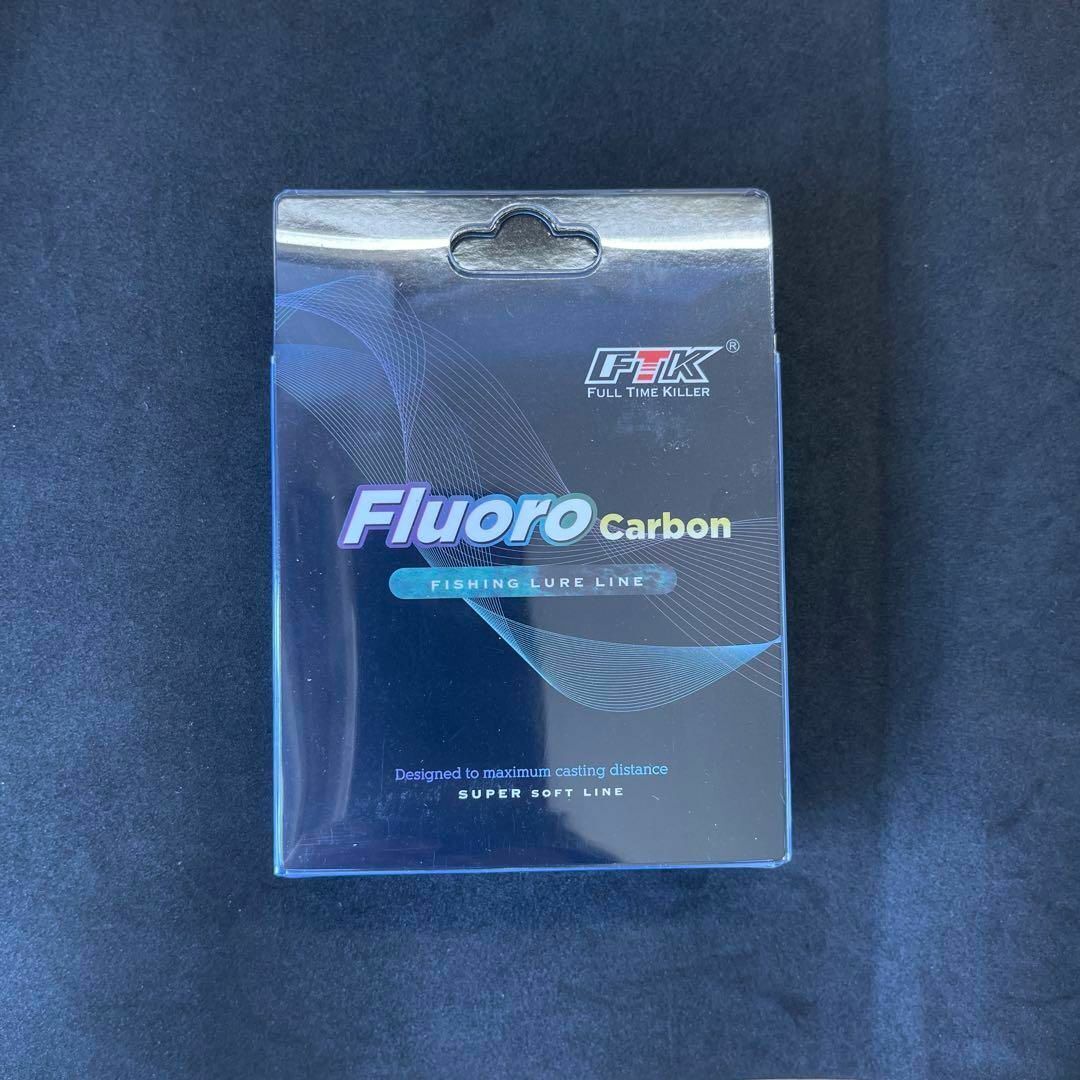 FTK®
FULL TIME KILLER
Fluoro Carbon
FISHING LURE LINE
Designed to maximum casting distance
SUPER SOFT LINE